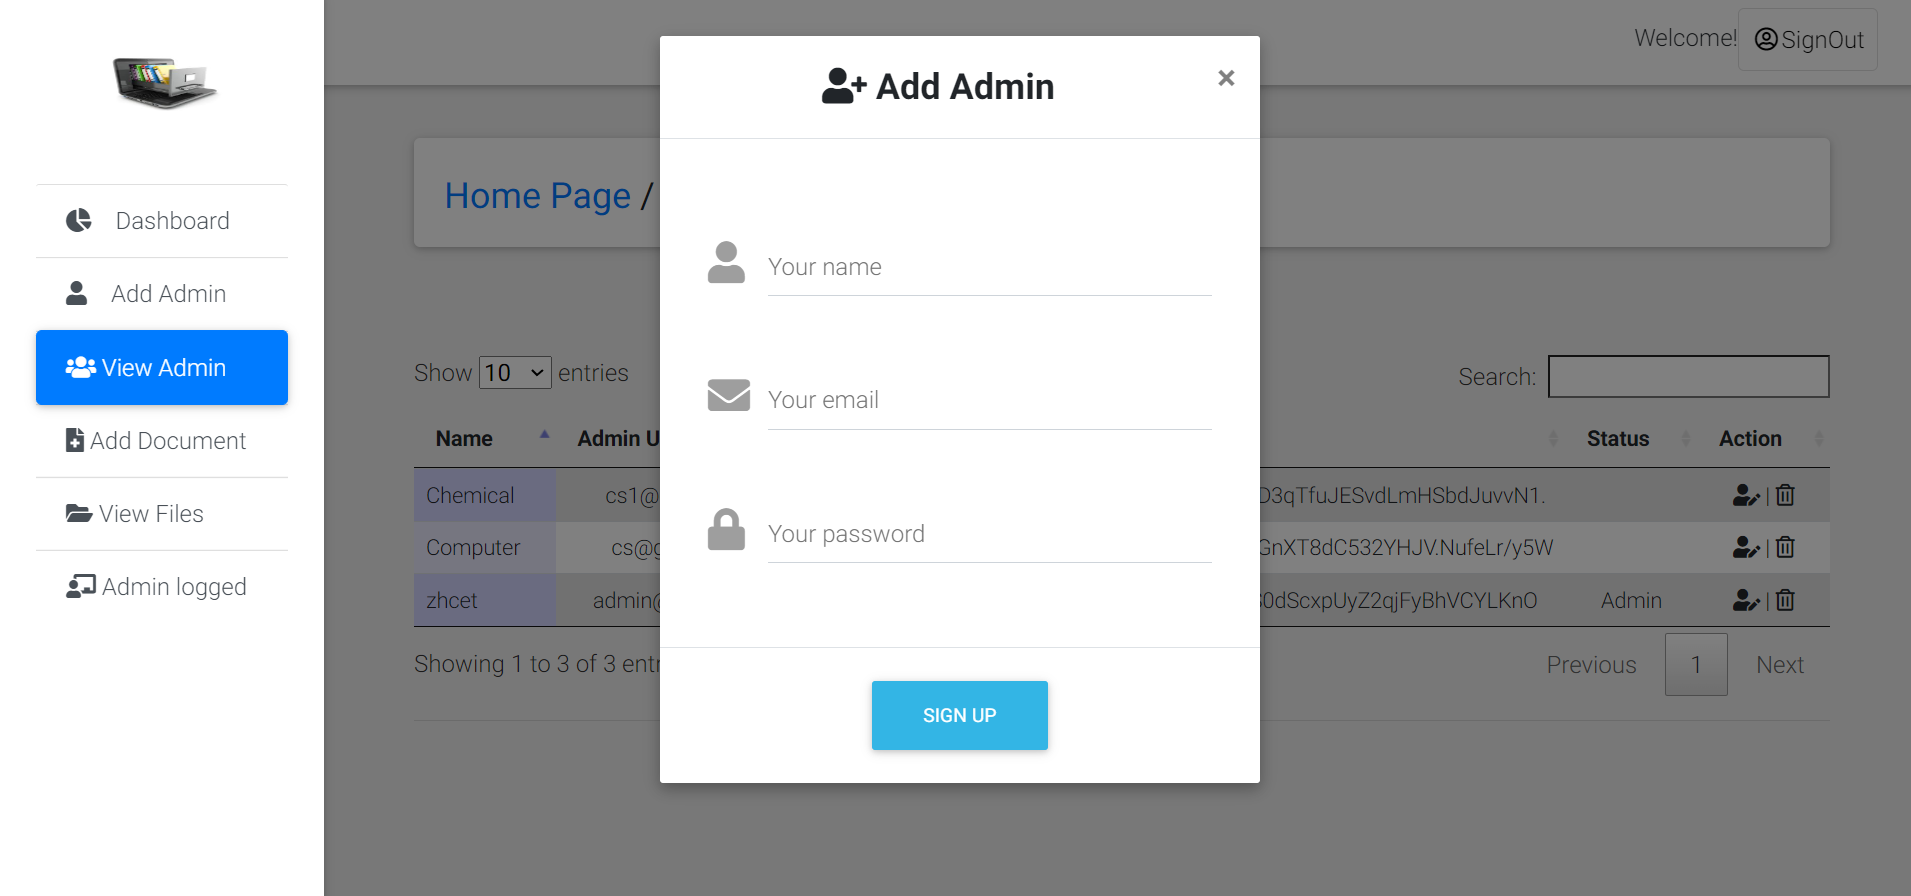 Welcome! SignOut
Add Admin ×
Home Page /
Dashboard
Add Admin
View Admin
Add Document
View Files
Admin logged
Your name
Your email
Your password
SIGN UP
Show 10 entries
Search:
Name Admin U Status Action
Chemical cs1@ D3qTfuJESvdLmHSbdJuvvN1. |
Computer cs@g GnXT8dC532YHJV.NufeLr/y5W |
zhcet admin@ 0dScxpUyZ2qjFyBhVCYLKnO Admin |
Showing 1 to 3 of 3 entr
Previous 1 Next